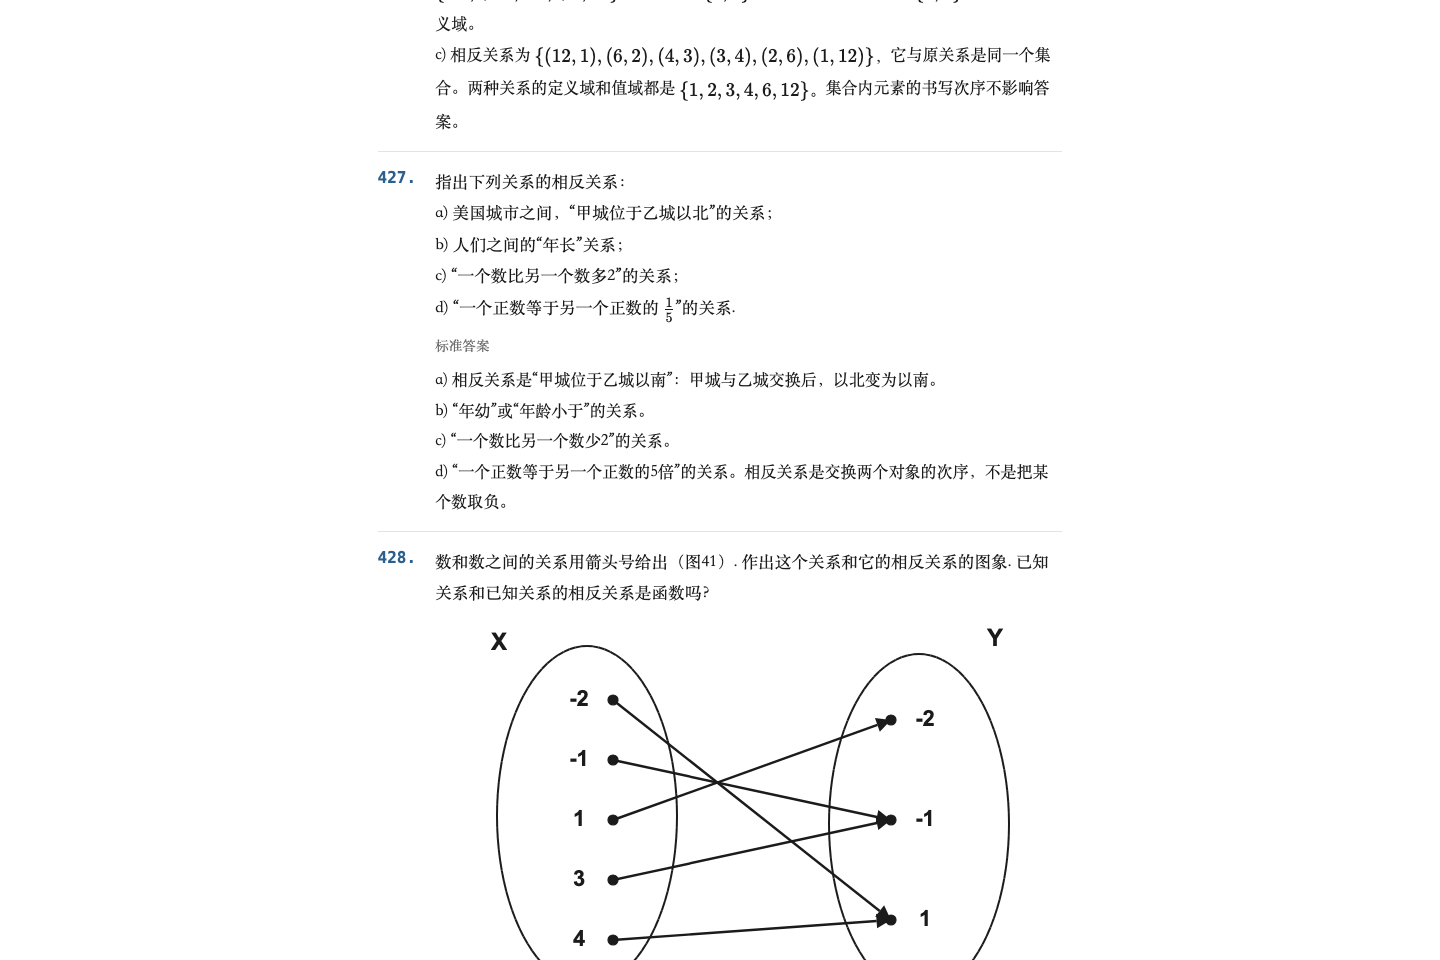 义域。
c) 相反关系为 {(12, 1), (6, 2), (4, 3), (3, 4), (2, 6), (1, 12)}，它与原关系是同一个集
合。两种关系的定义域和值域都是 {1, 2, 3, 4, 6, 12}。集合内元素的书写次序不影响答
案。
427. 指出下列关系的相反关系：
a) 美国城市之间，“甲城位于乙城以北”的关系；
b) 人们之间的“年长”关系；
c) “一个数比另一个数多2”的关系；
d) “一个正数等于另一个正数的 1/5”的关系.
标准答案
a) 相反关系是“甲城位于乙城以南”：甲城与乙城交换后，以北变为以南。
b) “年幼”或“年龄小于”的关系。
c) “一个数比另一个数少2”的关系。
d) “一个正数等于另一个正数的5倍”的关系。相反关系是交换两个对象的次序，不是把某
个数取负。
428. 数和数之间的关系用箭头号给出（图41）. 作出这个关系和它的相反关系的图象. 已知
关系和已知关系的相反关系是函数吗?
X Y
-2 -2
-1
1 -1
3
4 1